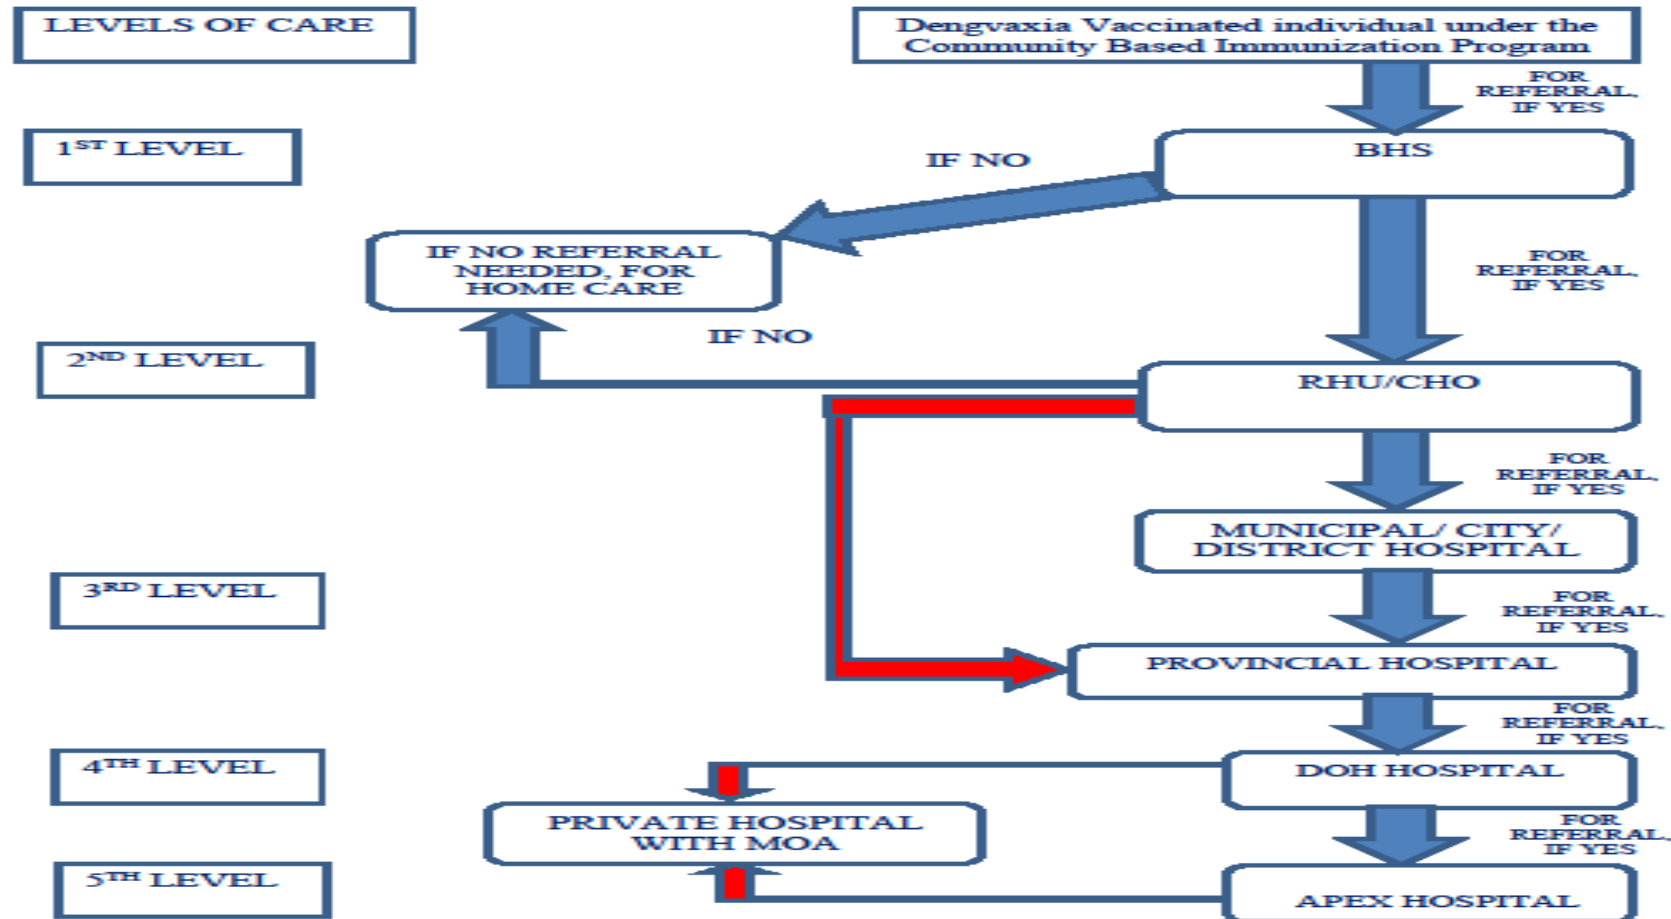 LEVELS OF CARE
Dengvaxia Vaccinated individual under the
Community Based Immunization Program
FOR
REFERRAL,
IF YES
1ST LEVEL
BHS
IF NO
IF NO REFERRAL
NEEDED, FOR
HOME CARE
FOR
REFERRAL,
IF YES
IF NO
2ND LEVEL
RHU/CHO
FOR
REFERRAL,
IF YES
MUNICIPAL/ CITY/
DISTRICT HOSPITAL
3RD LEVEL
FOR
REFERRAL,
IF YES
PROVINCIAL HOSPITAL
FOR
REFERRAL,
IF YES
4TH LEVEL
DOH HOSPITAL
PRIVATE HOSPITAL
WITH MOA
FOR
REFERRAL,
IF YES
5TH LEVEL
APEX HOSPITAL